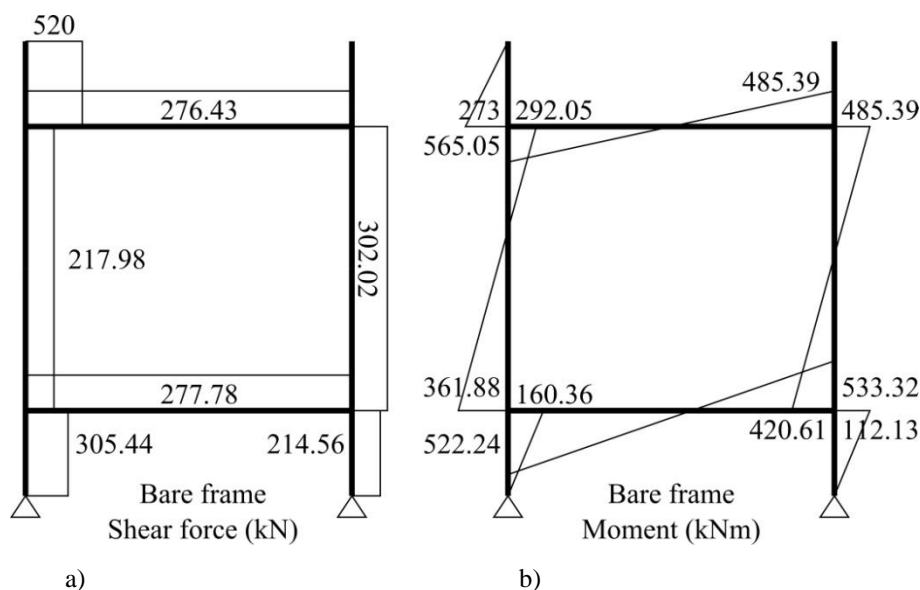 520
276.43
217.98
302.02
277.78
305.44
214.56
Bare frame
Shear force (kN)
a)
485.39
273 292.05
485.39
565.05
361.88 160.36
533.32
522.24
420.61 112.13
Bare frame
Moment (kNm)
b)